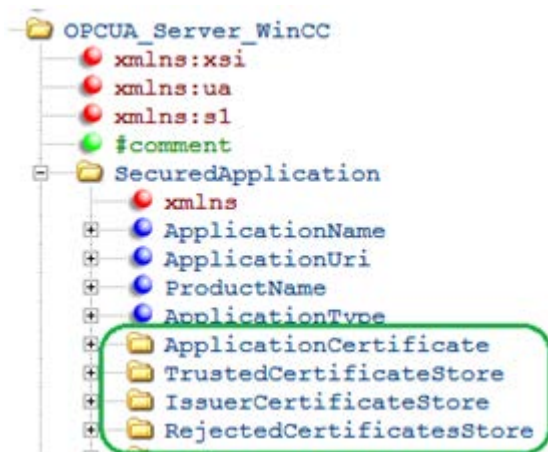 OPCUA_Server_WinCC
xmlns:xsi
xmlns:ua
xmlns:s1
#comment
SecuredApplication
xmlns
ApplicationName
ApplicationUri
ProductName
ApplicationType
ApplicationCertificate
TrustedCertificateStore
IssuerCertificateStore
RejectedCertificatesStore